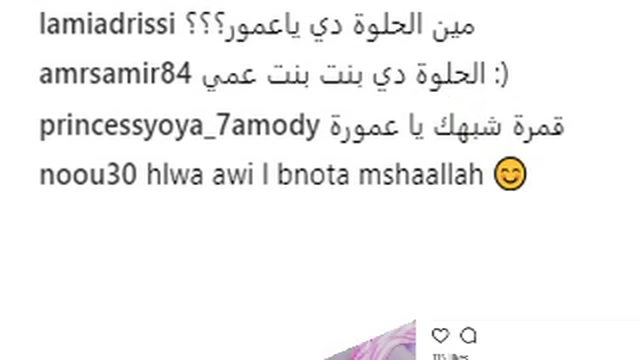 lamiadrissi مين الحلوة دي ياعمور؟؟؟
amrsamir84 الحلوة دي بنت بنت عمي :)
princessyoya_7amody قمرة شبهك يا عمورة
noou30 hlwa awi l bnota mshaallah 😊